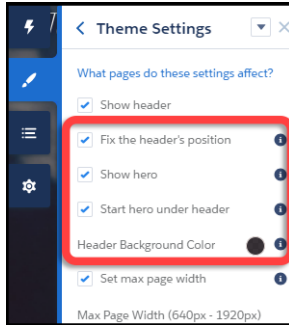 Theme Settings
What pages do these settings affect?
Show header
Fix the header's position
Show hero
Start hero under header
Header Background Color
Set max page width
Max Page Width (640px - 1920px)